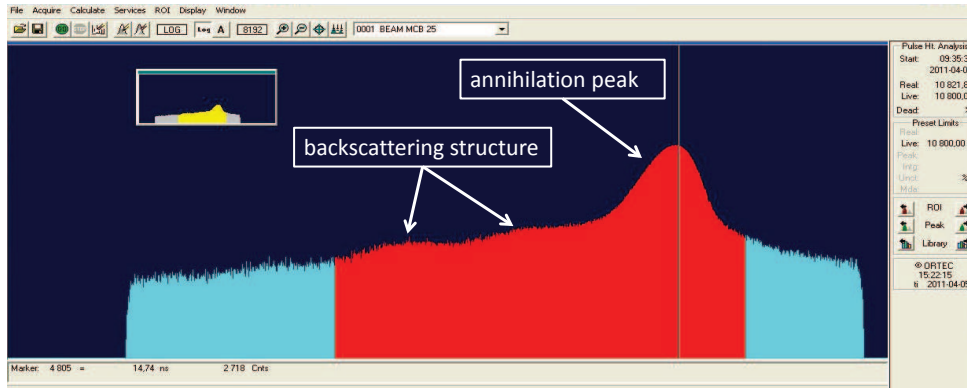 File Acquire Calculate Services ROI Display Window
LOG Log A 8192 0001 BEAM MCB 25
annihilation peak
backscattering structure
Pulse Ht. Analysis
Start: 09:35:3
2011-04-0
Real: 10 821,8
Live: 10 800,0
Dead:
Preset Limits
Real:
Live: 10 800,00
Peak:
Intg:
Unct:
Mda:
ROI
Peak
Library
© ORTEC
15:22:15
ti 2011-04-05
Marker: 4 805 = 14,74 ns 2 718 Cnts